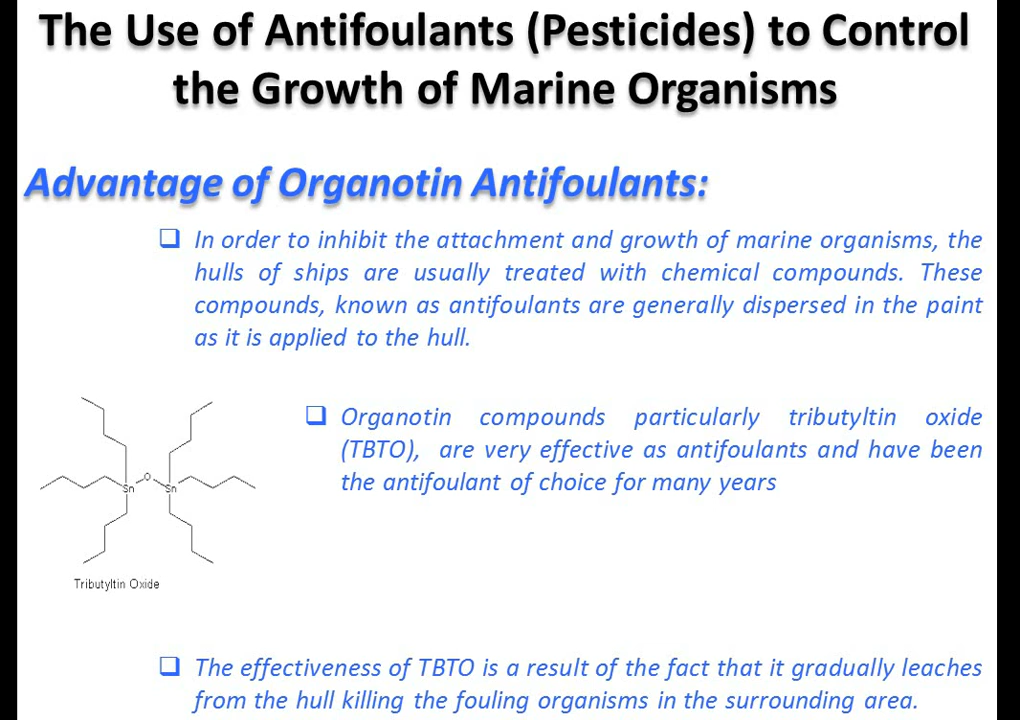 The Use of Antifoulants (Pesticides) to Control
the Growth of Marine Organisms
Advantage of Organotin Antifoulants:
In order to inhibit the attachment and growth of marine organisms, the
hulls of ships are usually treated with chemical compounds. These
compounds, known as antifoulants are generally dispersed in the paint
as it is applied to the hull.
Organotin compounds particularly tributyltin oxide
(TBTO), are very effective as antifoulants and have been
the antifoulant of choice for many years
Sn O Sn
Tributyltin Oxide
The effectiveness of TBTO is a result of the fact that it gradually leaches
from the hull killing the fouling organisms in the surrounding area.